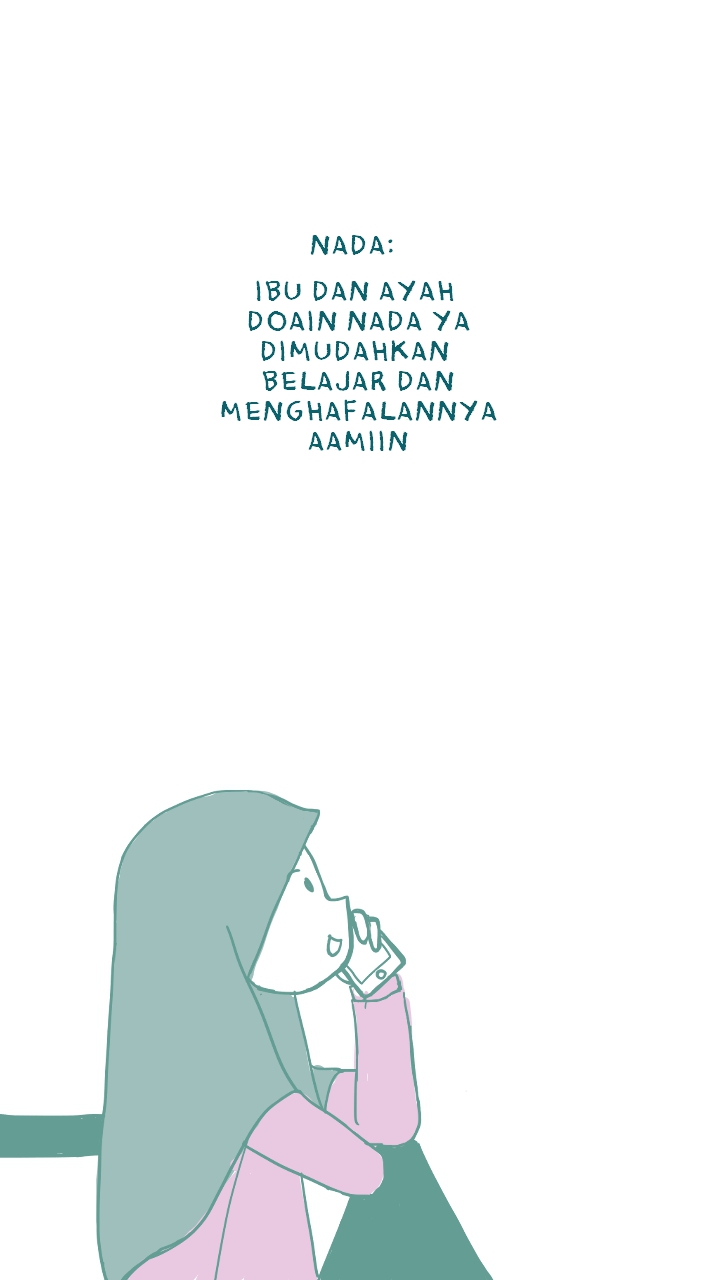 NADA:
IBU DAN AYAH
DOAIN NADA YA
DIMUDAHKAN
BELAJAR DAN
MENGHAFALANNYA
AAMIIN